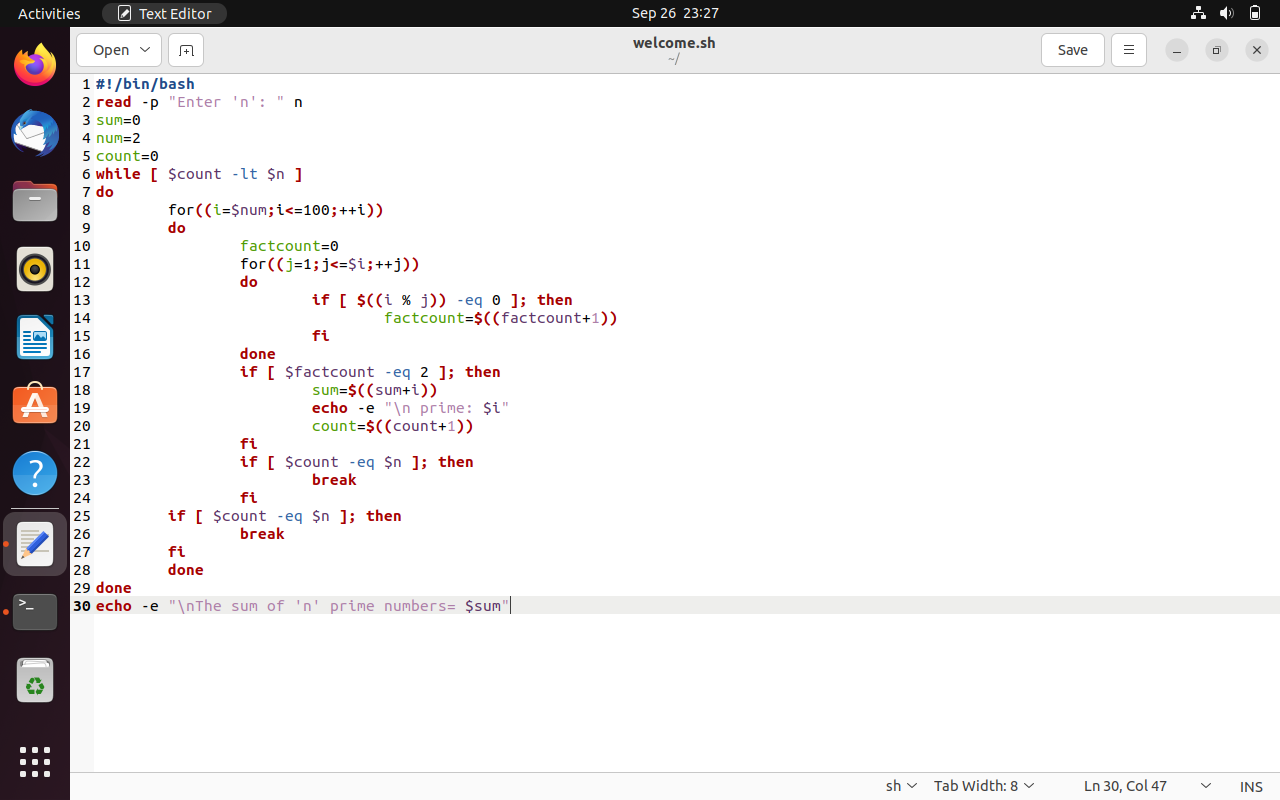 Activities Text Editor Sep 26 23:27
Open welcome.sh Save
~/
1 #!/bin/bash
2 read -p "Enter 'n': " n
3 sum=0
4 num=2
5 count=0
6 while [ $count -lt $n ]
7 do
8         for((i=$num;i<=100;++i))
9         do
10                 factcount=0
11                 for((j=1;j<=$i;++j))
12                 do
13                         if [ $((i % j)) -eq 0 ]; then
14                                 factcount=$((factcount+1))
15                         fi
16                 done
17                 if [ $factcount -eq 2 ]; then
18                         sum=$((sum+i))
19                         echo -e "\n prime: $i"
20                         count=$((count+1))
21                 fi
22                 if [ $count -eq $n ]; then
23                         break
24                 fi
25         if [ $count -eq $n ]; then
26                 break
27         fi
28         done
29 done
30 echo -e "\nThe sum of 'n' prime numbers= $sum"
sh Tab Width: 8 Ln 30, Col 47 INS